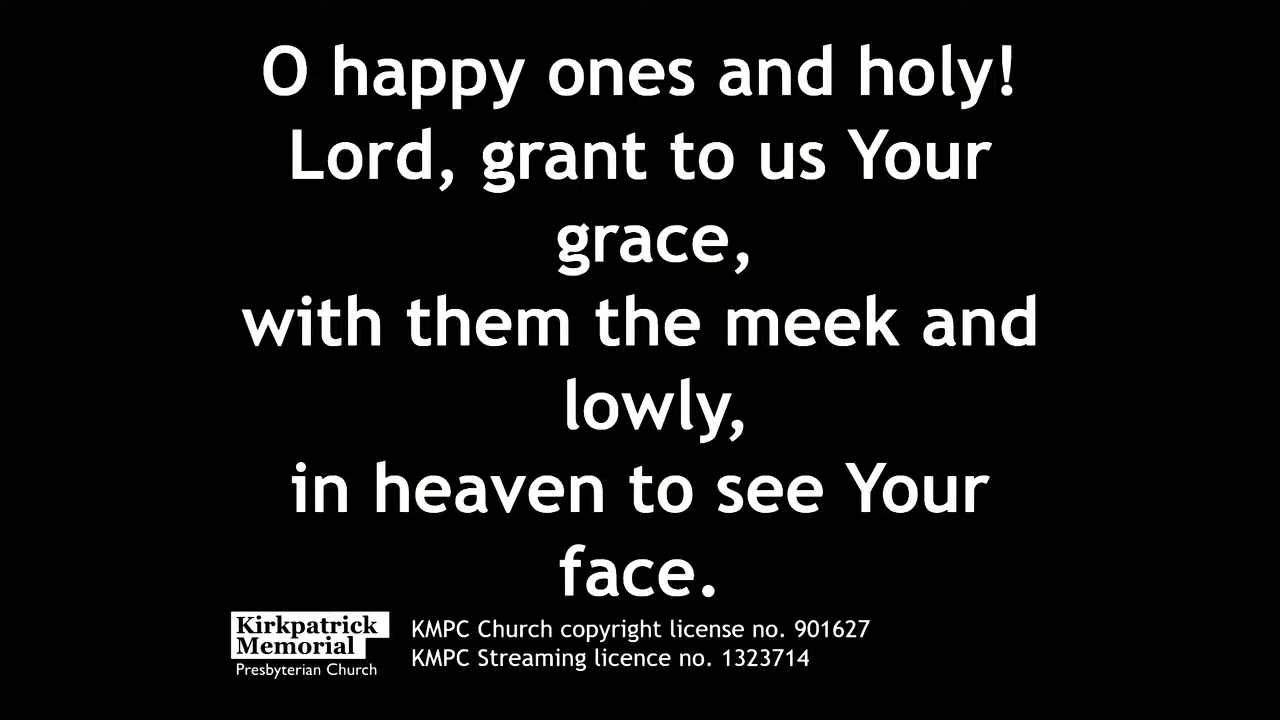 O happy ones and holy!
Lord, grant to us Your
grace,
with them the meek and
lowly,
in heaven to see Your
face.
Kirkpatrick
Memorial
Presbyterian Church
KMPC Church copyright license no. 901627
KMPC Streaming licence no. 1323714